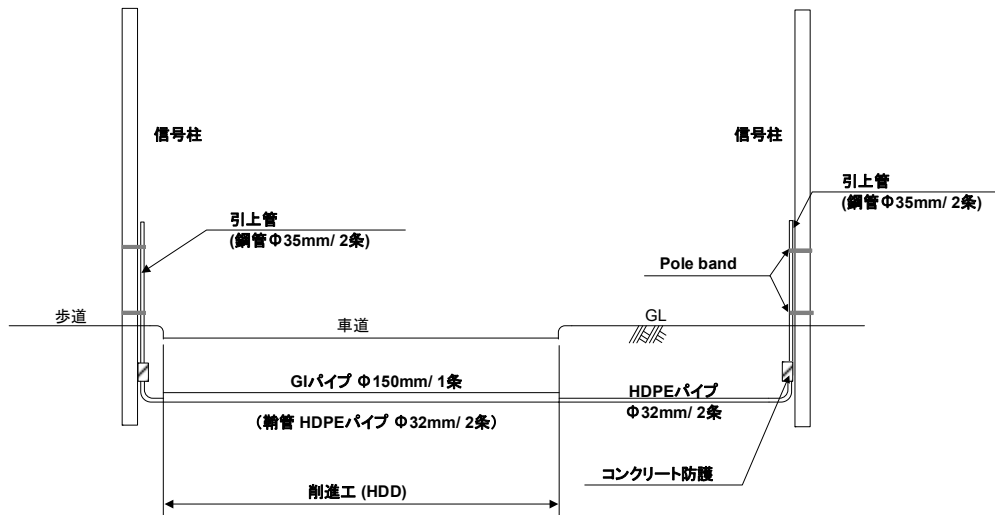 信号柱
信号柱
引上管
(鋼管Φ35mm/ 2条)
引上管
(鋼管Φ35mm/ 2条)
Pole band
歩道
車道
GL
GIパイプ Φ150mm/ 1条
HDPEパイプ
Φ32mm/ 2条
（鞘管 HDPEパイプ Φ32mm/ 2条）
コンクリート防護
削進工 (HDD)